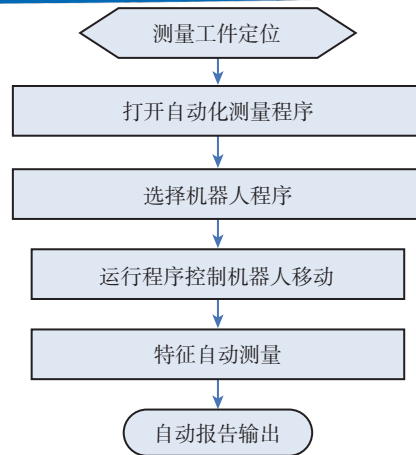 测量工件定位
打开自动化测量程序
选择机器人程序
运行程序控制机器人移动
特征自动测量
自动报告输出